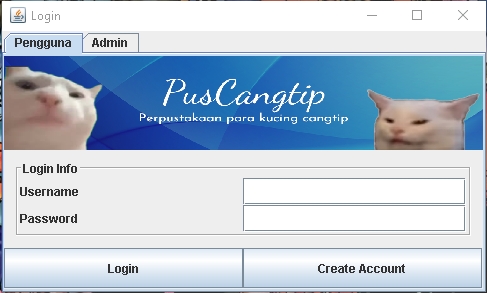 Login
Pengguna Admin
PusCangtip
Perpustakaan para kucing cangtip
Login Info
Username
Password
Login Create Account